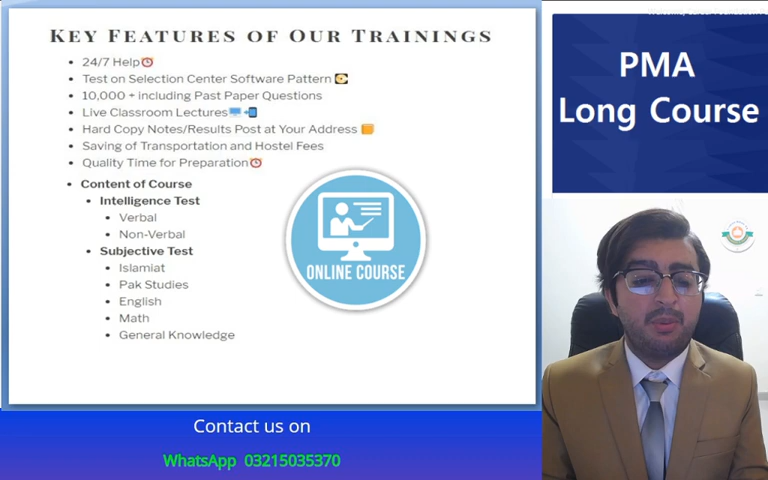 KEY FEATURES OF OUR TRAININGS
24/7 Help
Test on Selection Center Software Pattern
10,000 + including Past Paper Questions
Live Classroom Lectures
Hard Copy Notes/Results Post at Your Address
Saving of Transportation and Hostel Fees
Quality Time for Preparation
Content of Course
Intelligence Test
Verbal
Non-Verbal
Subjective Test
Islamiat
Pak Studies
English
Math
General Knowledge
ONLINE COURSE
Contact us on
WhatsApp 03215035370
PMA
Long Course